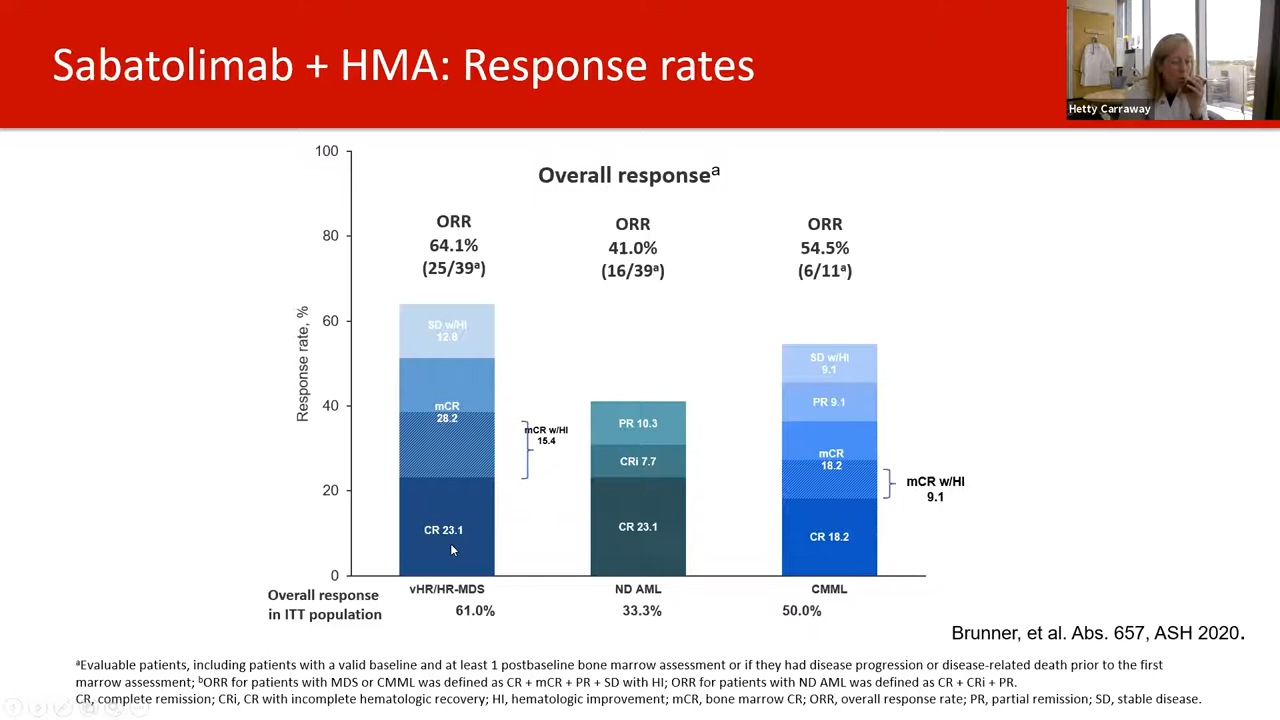 Sabatolimab + HMA: Response rates
Hetty Carraway
Overall responseᵃ
100
80
60
40
20
0
Response rate, %
ORR
64.1%
(25/39ᵃ)
ORR
41.0%
(16/39ᵃ)
ORR
54.5%
(6/11ᵃ)
SD w/HI
12.8
mCR
28.2
mCR w/HI
15.4
CR 23.1
PR 10.3
CRi 7.7
CR 23.1
SD w/HI
9.1
PR 9.1
mCR
18.2
mCR w/HI
9.1
CR 18.2
vHR/HR-MDS
ND AML
CMML
Overall response
in ITT population
61.0%
33.3%
50.0%
Brunner, et al. Abs. 657, ASH 2020.
ᵃEvaluable patients, including patients with a valid baseline and at least 1 postbaseline bone marrow assessment or if they had disease progression or disease-related death prior to the first
marrow assessment; ᵇORR for patients with MDS or CMML was defined as CR + mCR + PR + SD with HI; ORR for patients with ND AML was defined as CR + CRi + PR.
CR, complete remission; CRi, CR with incomplete hematologic recovery; HI, hematologic improvement; mCR, bone marrow CR; ORR, overall response rate; PR, partial remission; SD, stable disease.